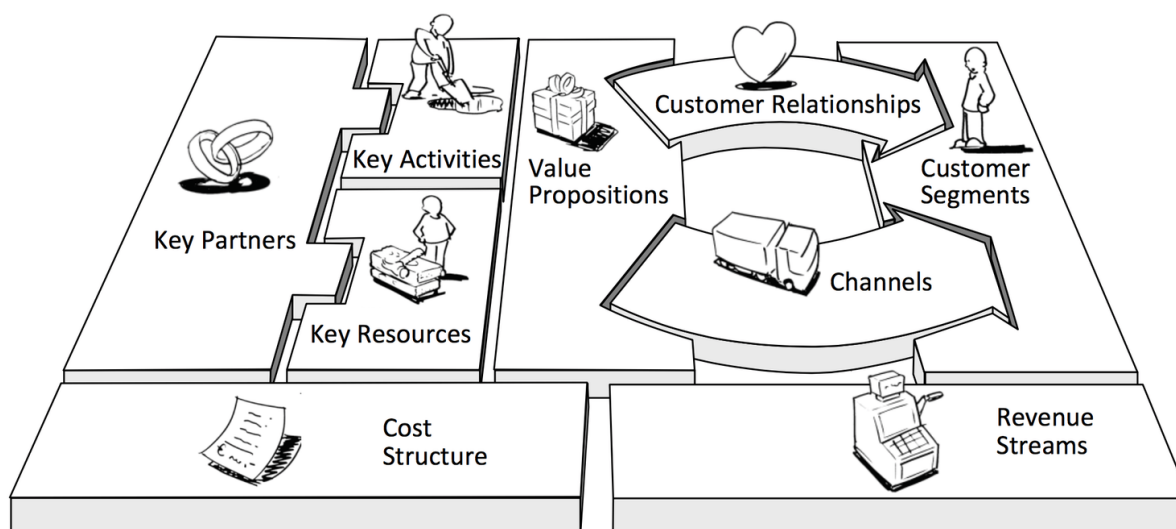 Key Partners
Key Activities
Key Resources
Value
Propositions
Customer Relationships
Channels
Customer
Segments
Cost
Structure
Revenue
Streams